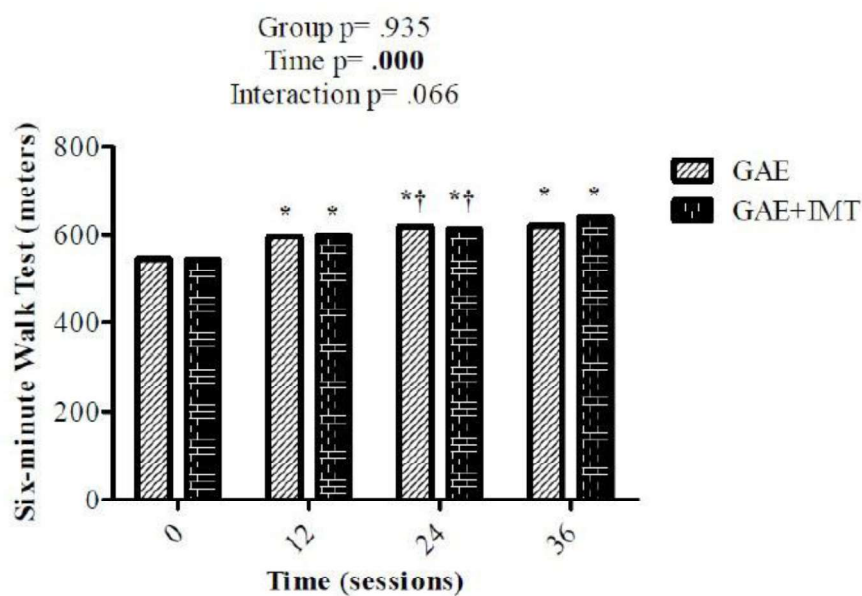 Group p= .935
Time p= .000
Interaction p= .066
Six-minute Walk Test (meters)
800
600
400
200
0
* *
*† *†
* *
GAE
GAE+IMT
0
12
24
36
Time (sessions)